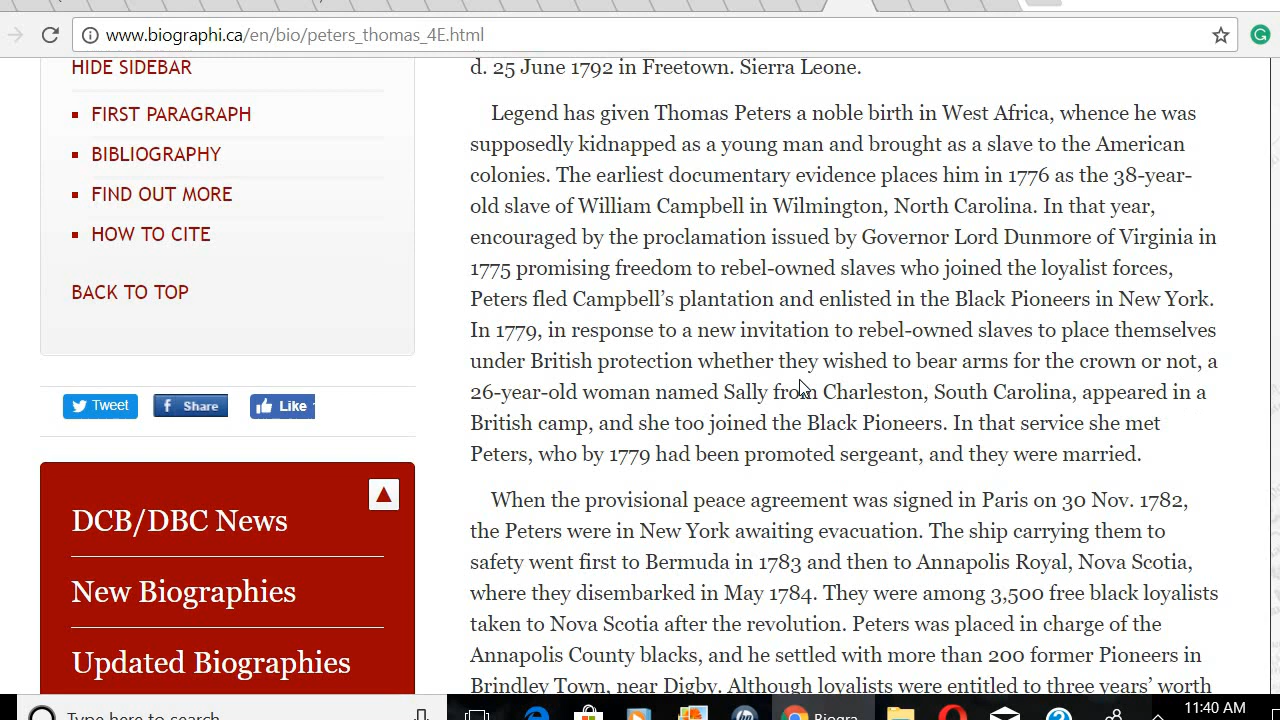 www.biographi.ca/en/bio/peters_thomas_4E.html
HIDE SIDEBAR
FIRST PARAGRAPH
BIBLIOGRAPHY
FIND OUT MORE
HOW TO CITE
BACK TO TOP
Tweet
Share
Like
DCB/DBC News
New Biographies
Updated Biographies
d. 25 June 1792 in Freetown. Sierra Leone.
Legend has given Thomas Peters a noble birth in West Africa, whence he was
supposedly kidnapped as a young man and brought as a slave to the American
colonies. The earliest documentary evidence places him in 1776 as the 38-year-
old slave of William Campbell in Wilmington, North Carolina. In that year,
encouraged by the proclamation issued by Governor Lord Dunmore of Virginia in
1775 promising freedom to rebel-owned slaves who joined the loyalist forces,
Peters fled Campbell’s plantation and enlisted in the Black Pioneers in New York.
In 1779, in response to a new invitation to rebel-owned slaves to place themselves
under British protection whether they wished to bear arms for the crown or not, a
26-year-old woman named Sally from Charleston, South Carolina, appeared in a
British camp, and she too joined the Black Pioneers. In that service she met
Peters, who by 1779 had been promoted sergeant, and they were married.
When the provisional peace agreement was signed in Paris on 30 Nov. 1782,
the Peters were in New York awaiting evacuation. The ship carrying them to
safety went first to Bermuda in 1783 and then to Annapolis Royal, Nova Scotia,
where they disembarked in May 1784. They were among 3,500 free black loyalists
taken to Nova Scotia after the revolution. Peters was placed in charge of the
Annapolis County blacks, and he settled with more than 200 former Pioneers in
Brindley Town, near Digby. Although loyalists were entitled to three years’ worth
Type here to search
Biogra
11:40 AM